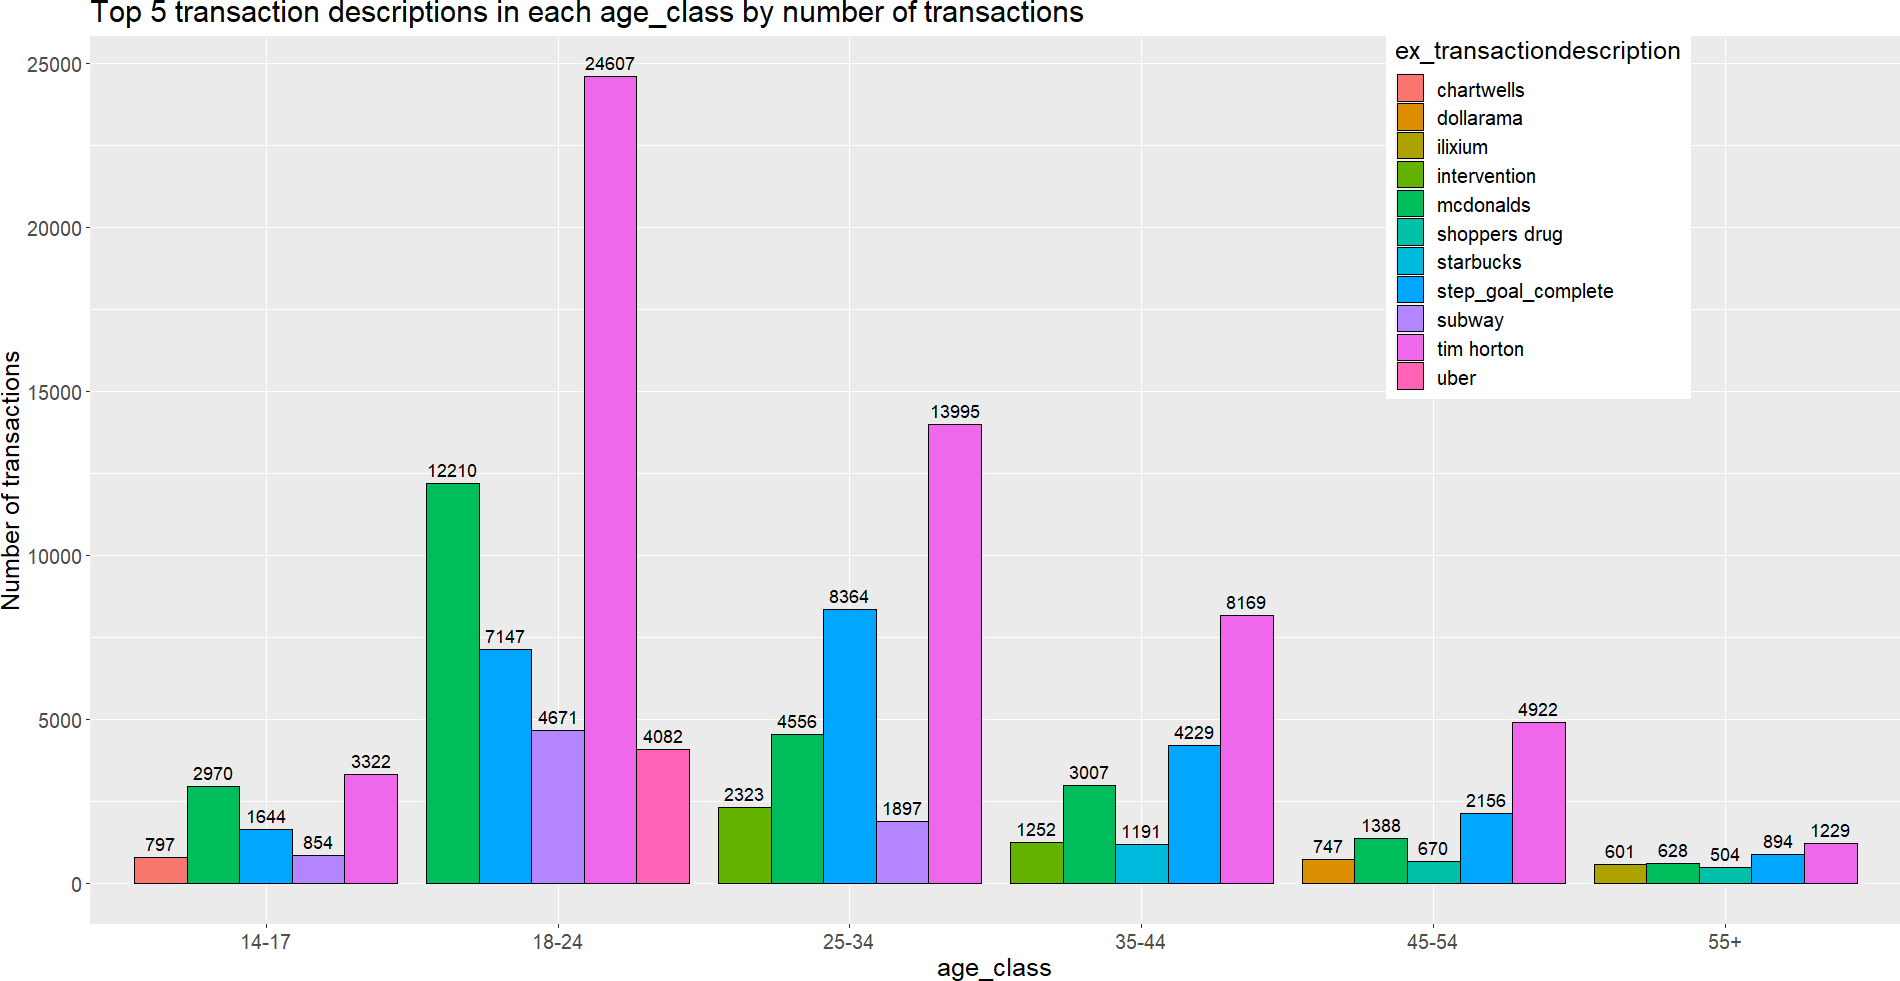 Top 5 transaction descriptions in each age_class by number of transactions
ex_transactiondescription
chartwells
dollarama
ilixium
intervention
mcdonalds
shoppers drug
starbucks
step_goal_complete
subway
tim horton
uber
Number of transactions
25000
20000
15000
10000
5000
0
797
2970
1644
854
3322
12210
7147
4671
24607
4082
2323
4556
8364
1897
13995
1252
3007
1191
4229
8169
747
1388
670
2156
4922
601
628
504
894
1229
14-17
18-24
25-34
35-44
45-54
55+
age_class